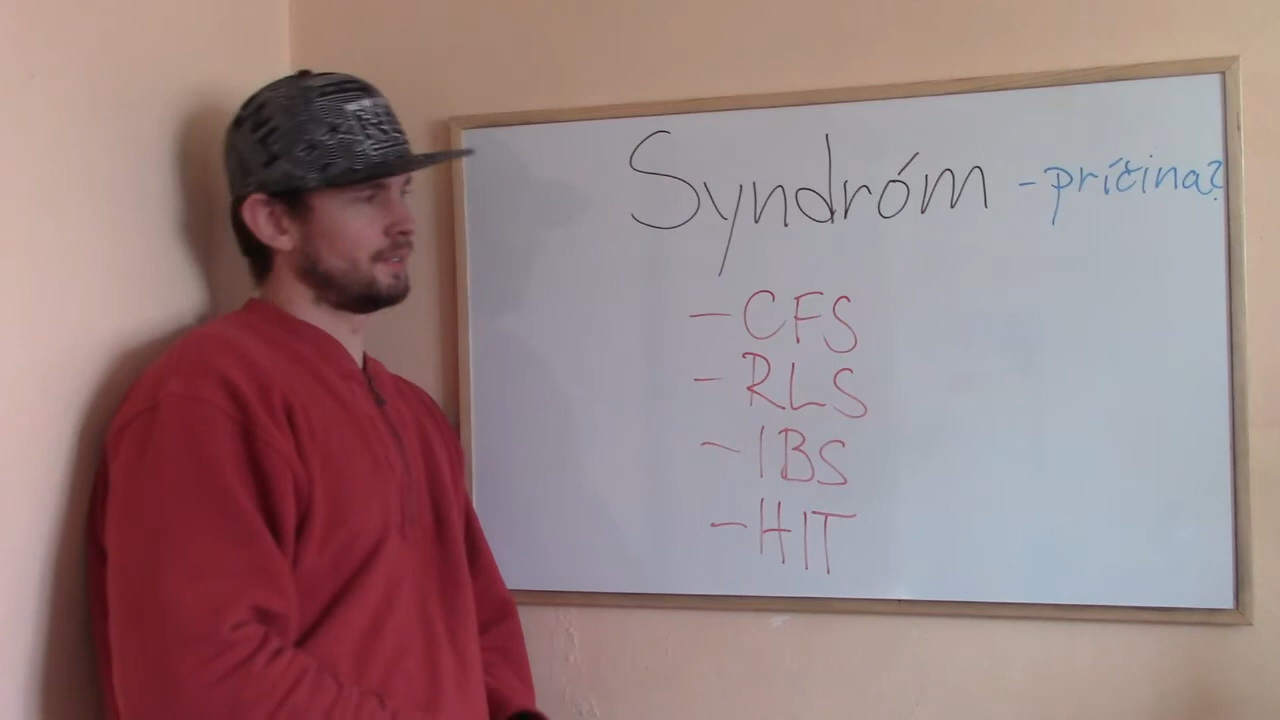 Syndróm - príčina?
- CFS
- RLS
- IBS
- HIT